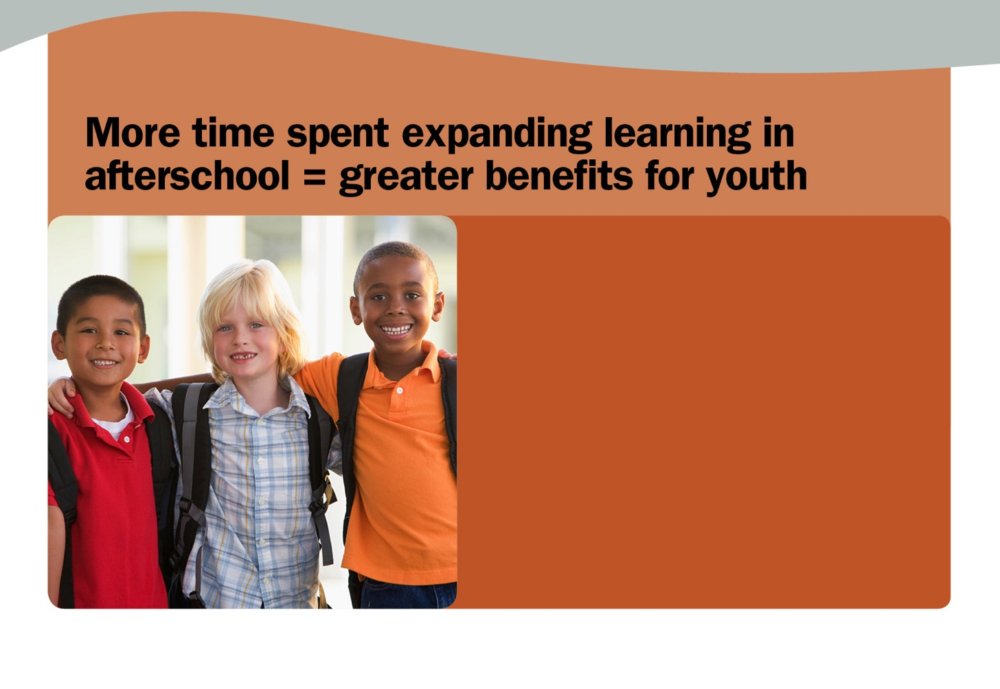 More time spent expanding learning in
afterschool = greater benefits for youth